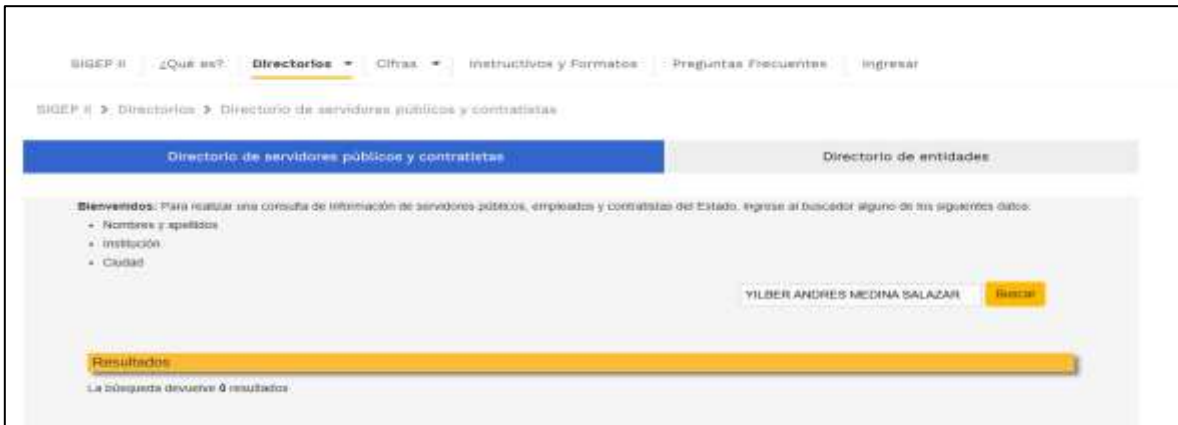 SIGEP II ¿Qué es? Directorios Cifras Instructivos y Formatos Preguntas Frecuentes Ingresar
SIGEP II > Directorios > Directorio de servidores públicos y contratistas
Directorio de servidores públicos y contratistas Directorio de entidades
Bienvenidos: Para realizar una consulta de información de servidores públicos, empleados y contratistas del Estado, ingrese al buscador alguno de los siguientes datos:
• Nombres y apellidos
• Institución
• Ciudad
YILBER ANDRES MEDINA SALAZAR Buscar
Resultados
La búsqueda devuelve 0 resultados